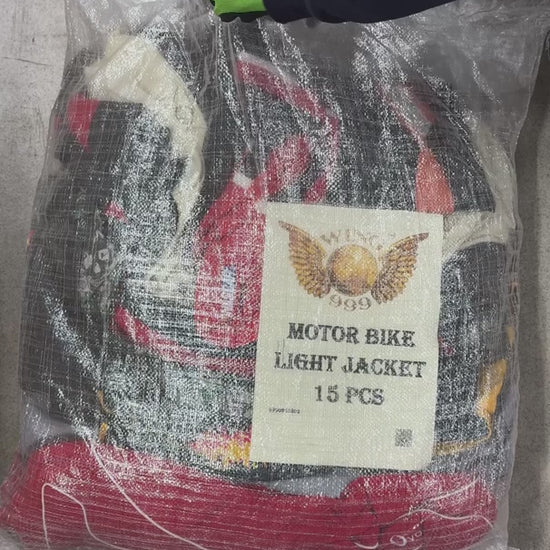 WING
999
MOTOR BIKE
LIGHT JACKET
15 PCS